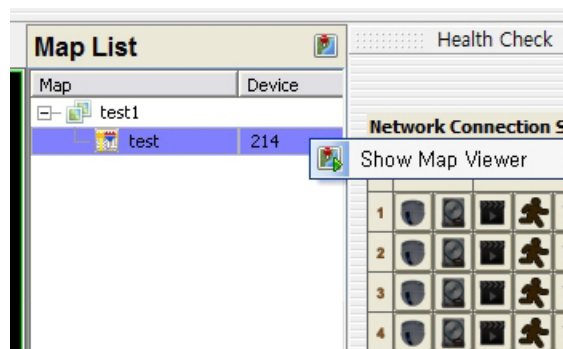 Map List
Health Check
Map
Device
test1
test
214
Network Connection S
Show Map Viewer
1
2
3
4